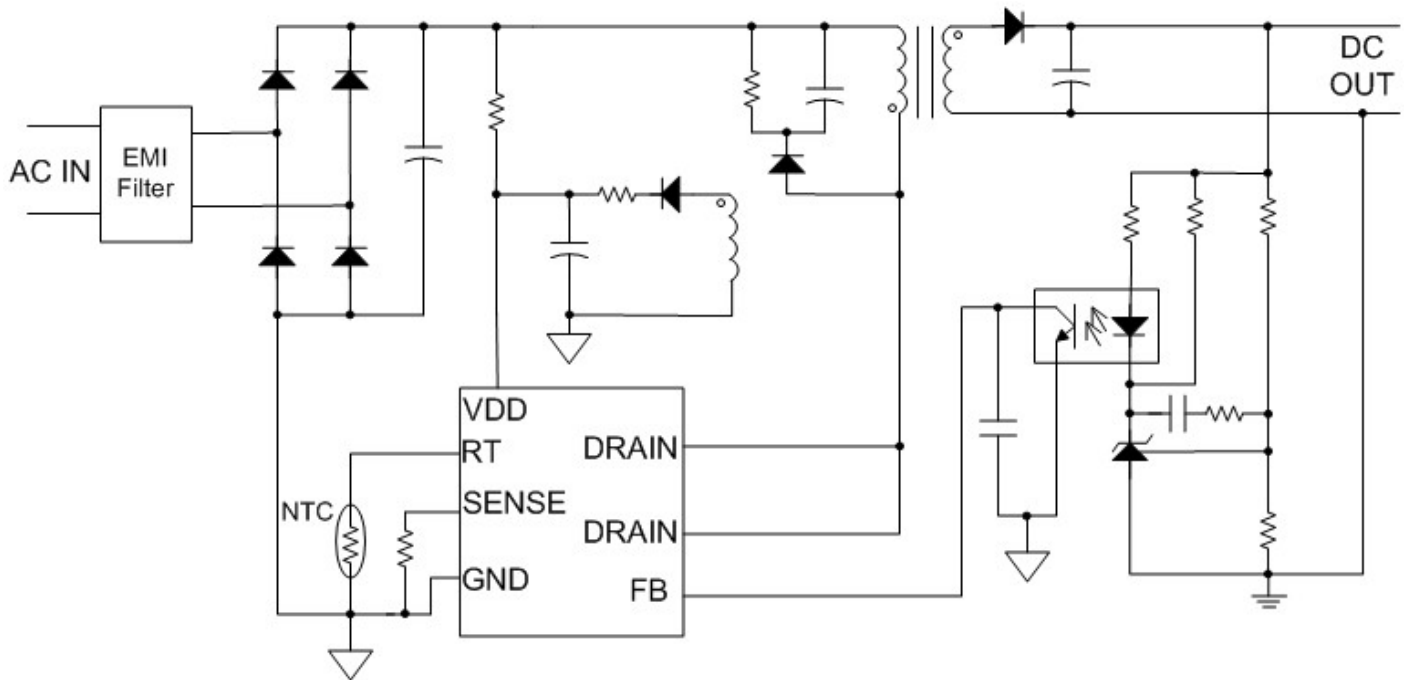 DC
OUT
AC IN
EMI
Filter
VDD
RT
DRAIN
NTC
SENSE
DRAIN
GND
FB